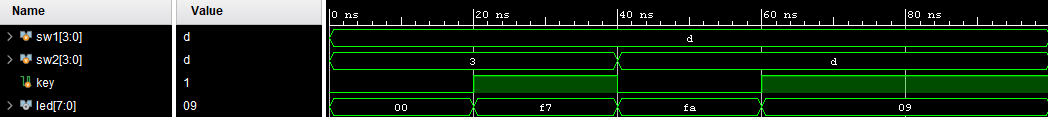 Name Value 0 ns 20 ns 40 ns 60 ns 80 ns
sw1[3:0] d d
sw2[3:0] d 3 d
key 1
led[7:0] 09 00 f7 fa 09